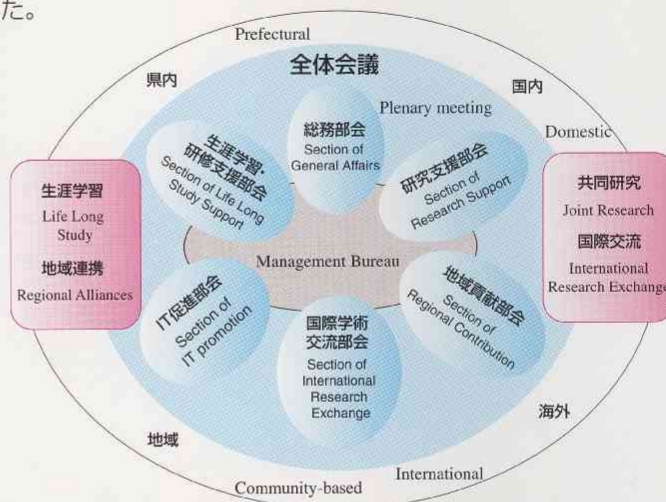 た。
Prefectural
県内
国内
全体会議
Plenary meeting
Domestic
総務部会
Section of
General Affairs
生涯学習・
研修支援部会
Section of Life Long
Study Support
研究支援部会
Section of
Research Support
生涯学習
Life Long
Study
地域連携
Regional Alliances
共同研究
Joint Research
国際交流
International
Research Exchange
Management Bureau
IT促進部会
Section of
IT promotion
国際学術
交流部会
Section of
International
Research
Exchange
地域貢献部会
Section of
Regional Contribution
地域
海外
Community-based
International